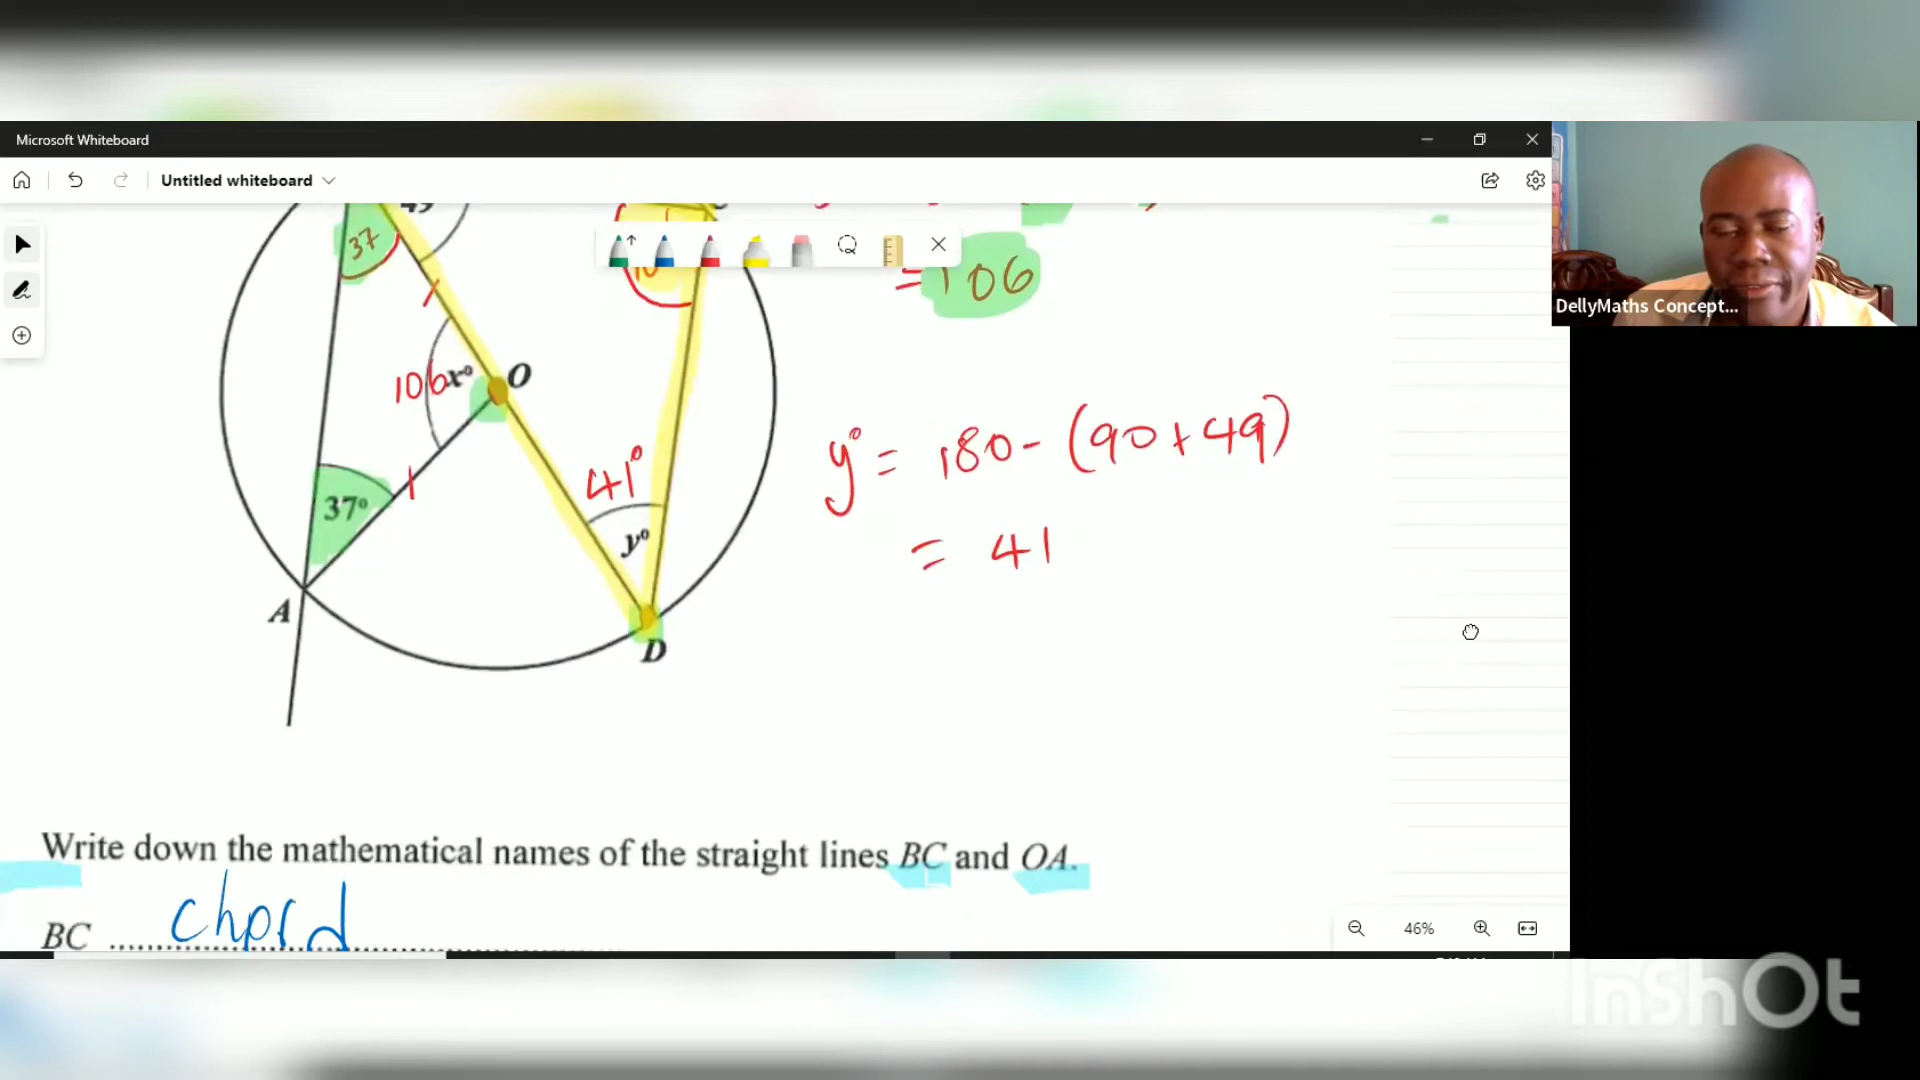 Microsoft Whiteboard
Untitled whiteboard
DellyMaths Concept...
37
= 106
106 x° O
y° = 180 - (90 + 49)
41°
37°
y°
= 41
A
D
Write down the mathematical names of the straight lines BC and OA.
BC chord
46%
InShOt